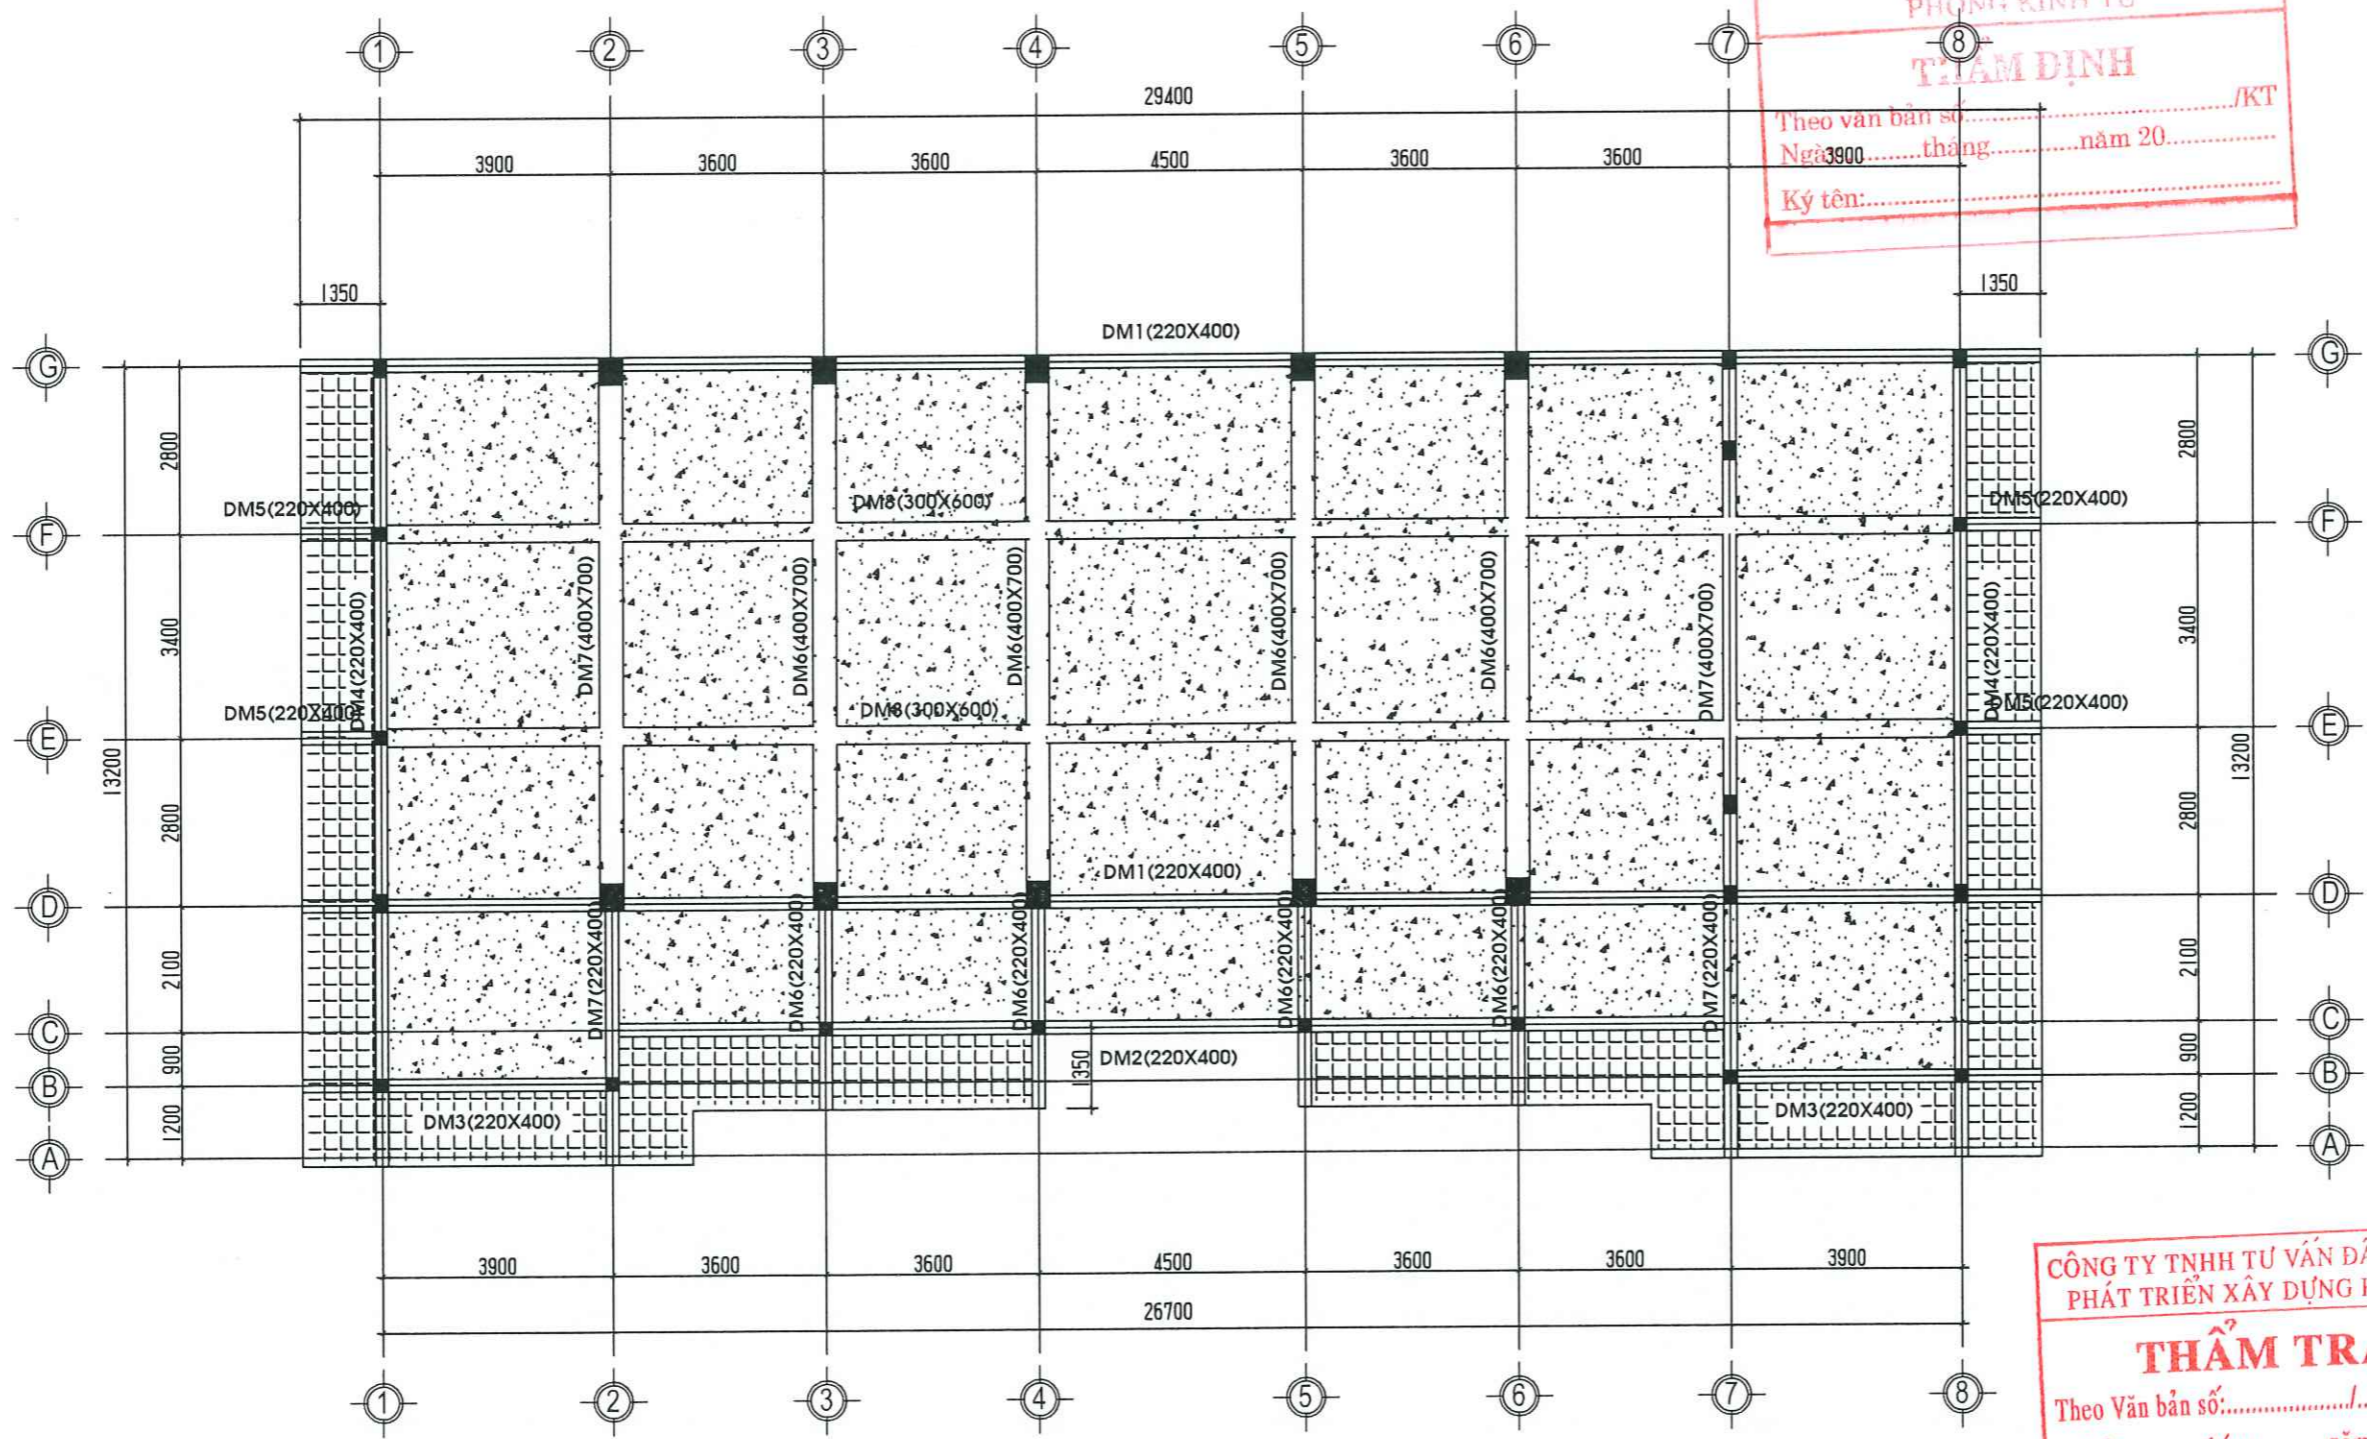 PHÒNG KINH TẾ
THẨM ĐỊNH
Theo văn bản số............/KT
Ngày............tháng............năm 20............
Ký tên:............
1 2 3 4 5 6 7 8
29400
3900 3600 3600 4500 3600 3600 3900
1350 1350
DM1(220X400)
G G
2800 2800
DM5(220X400) DM8(300X600) DM5(220X400)
F F
3400 3400
DM4(220X400) DM7(400X700) DM6(400X700) DM6(400X700) DM6(400X700) DM6(400X700) DM7(400X700) DM4(220X400)
DM5(220X400) DM8(300X600) DM5(220X400)
E E
13200 13200
2800 2800
DM1(220X400)
D D
DM7(220X400) DM6(220X400) DM6(220X400) DM6(220X400) DM6(220X400) DM7(220X400)
2100 2100
C C
900 1350 DM2(220X400) 900
B B
1200 DM3(220X400) DM3(220X400) 1200
A A
3900 3600 3600 4500 3600 3600 3900
26700
1 2 3 4 5 6 7 8
CÔNG TY TNHH TƯ VẤN
PHÁT TRIỂN XÂY DỰNG
THẨM TRA
Theo Văn bản số:............/..